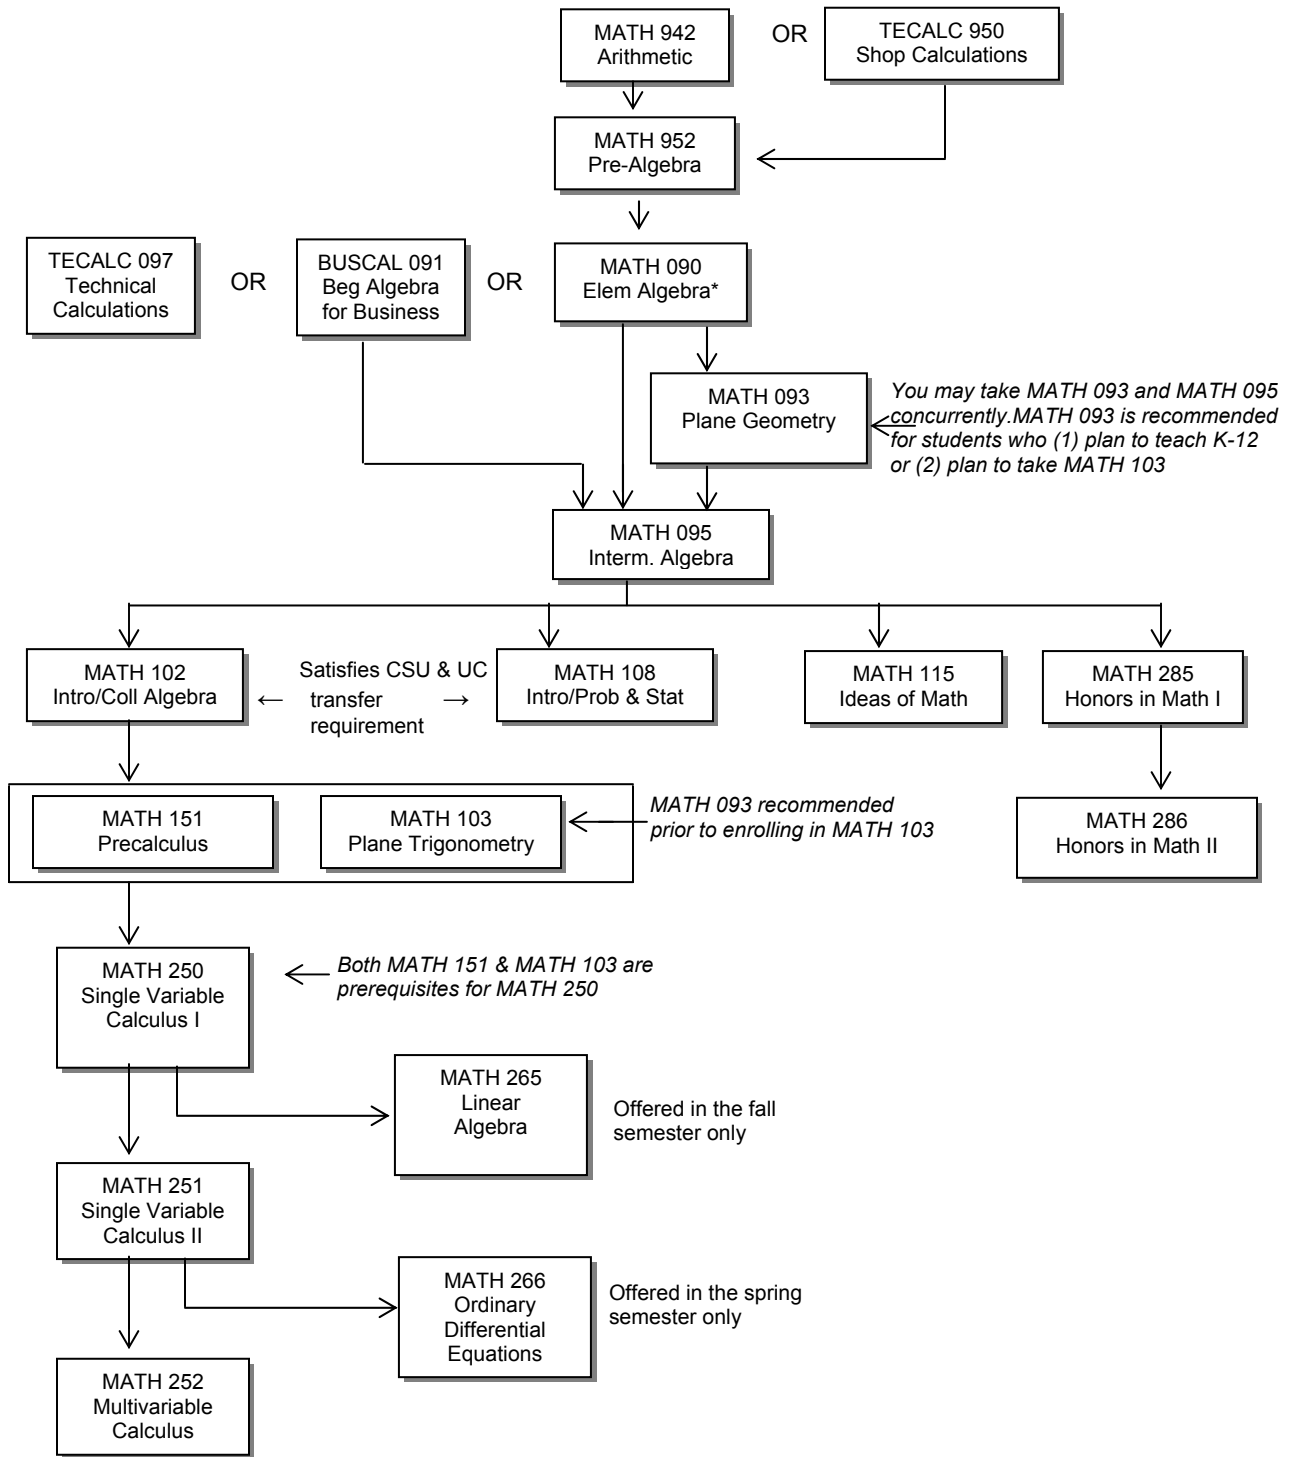 MATH 942
Arithmetic
OR
TECALC 950
Shop Calculations
MATH 952
Pre-Algebra
TECALC 097
Technical
Calculations
OR
BUSCAL 091
Beg Algebra
for Business
OR
MATH 090
Elem Algebra*
MATH 093
Plane Geometry
You may take MATH 093 and MATH 095
concurrently.MATH 093 is recommended
for students who (1) plan to teach K-12
or (2) plan to take MATH 103
MATH 095
Interm. Algebra
MATH 102
Intro/Coll Algebra
Satisfies CSU & UC
← transfer →
requirement
MATH 108
Intro/Prob & Stat
MATH 115
Ideas of Math
MATH 285
Honors in Math I
MATH 151
Precalculus
MATH 103
Plane Trigonometry
MATH 093 recommended
prior to enrolling in MATH 103
MATH 286
Honors in Math II
MATH 250
Single Variable
Calculus I
Both MATH 151 & MATH 103 are
prerequisites for MATH 250
MATH 265
Linear
Algebra
Offered in the fall
semester only
MATH 251
Single Variable
Calculus II
MATH 266
Ordinary
Differential
Equations
Offered in the spring
semester only
MATH 252
Multivariable
Calculus